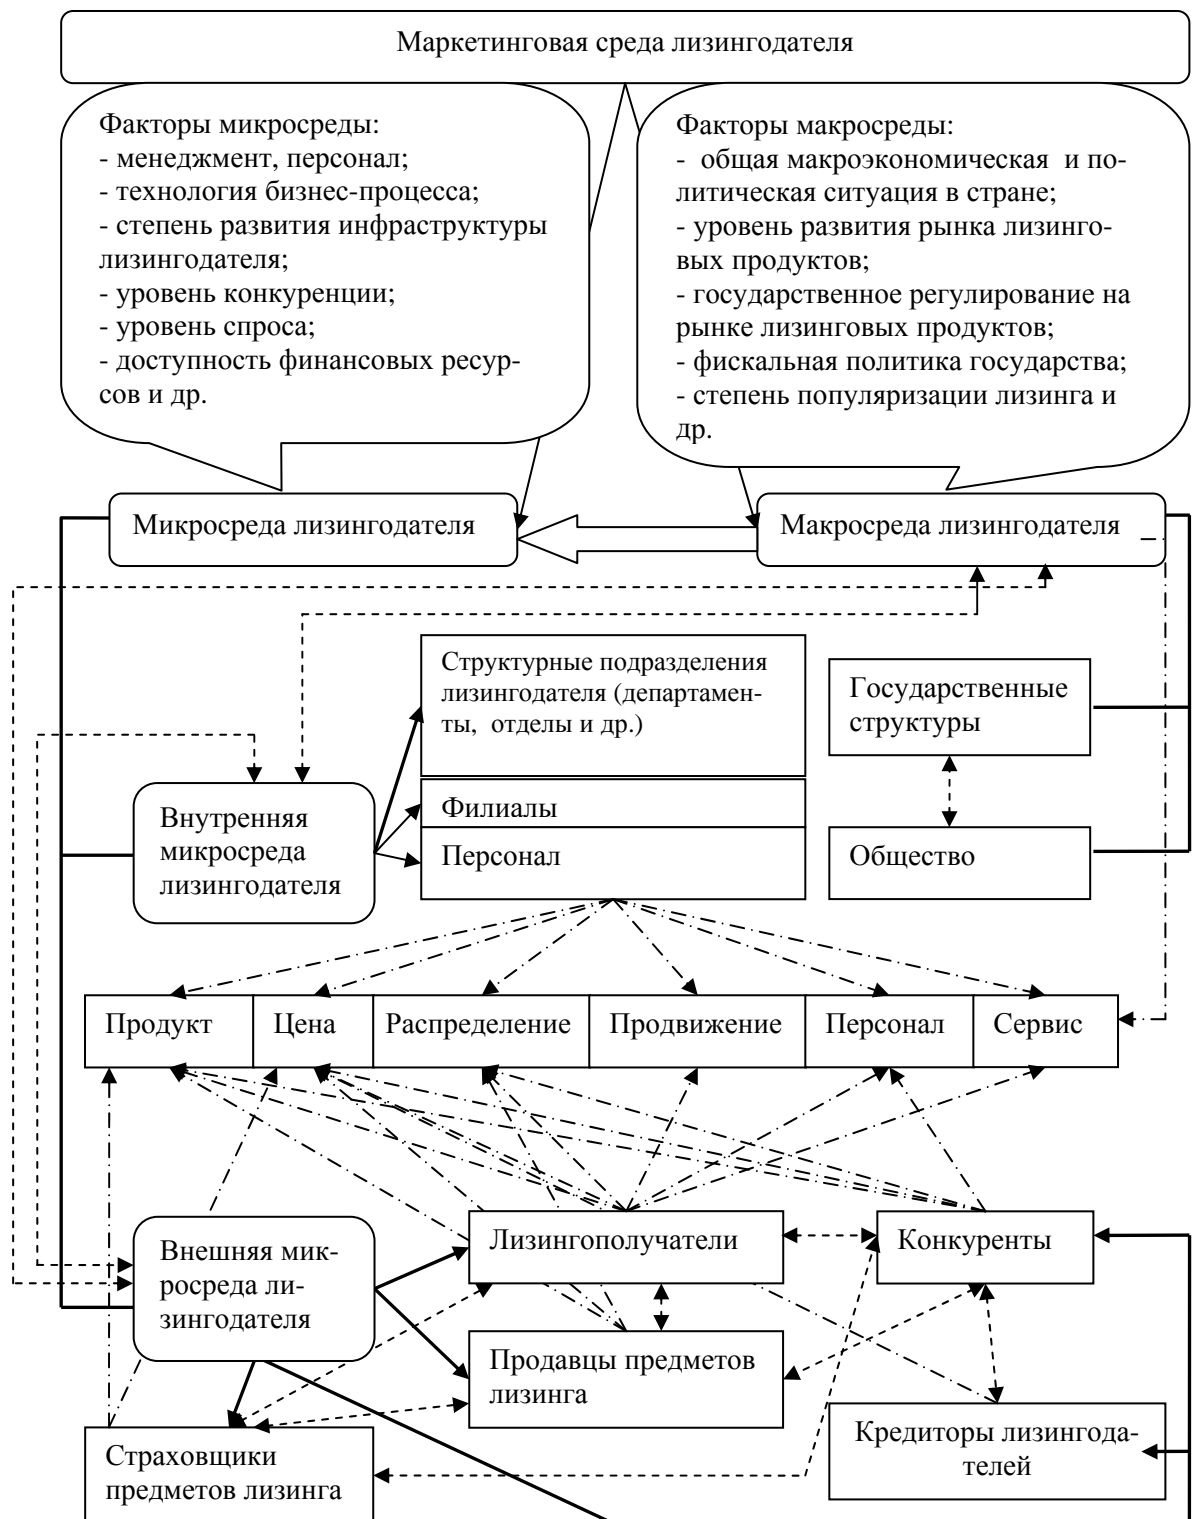 Маркетинговая среда лизингодателя
Факторы микросреды:
- менеджмент, персонал;
- технология бизнес-процесса;
- степень развития инфраструктуры
лизингодателя;
- уровень конкуренции;
- уровень спроса;
- доступность финансовых ресур-
сов и др.
Факторы макросреды:
- общая макроэкономическая и по-
литическая ситуация в стране;
- уровень развития рынка лизинго-
вых продуктов;
- государственное регулирование на
рынке лизинговых продуктов;
- фискальная политика государства;
- степень популяризации лизинга и
др.
Микросреда лизингодателя
Макросреда лизингодателя
Структурные подразделения
лизингодателя (департамен-
ты, отделы и др.)
Государственные
структуры
Внутренняя
микросреда
лизингодателя
Филиалы
Персонал
Общество
Продукт
Цена
Распределение
Продвижение
Персонал
Сервис
Внешняя мик-
росреда ли-
зингодателя
Лизингополучатели
Конкуренты
Продавцы предметов
лизинга
Страховщики
предметов лизинга
Кредиторы лизингода-
телей